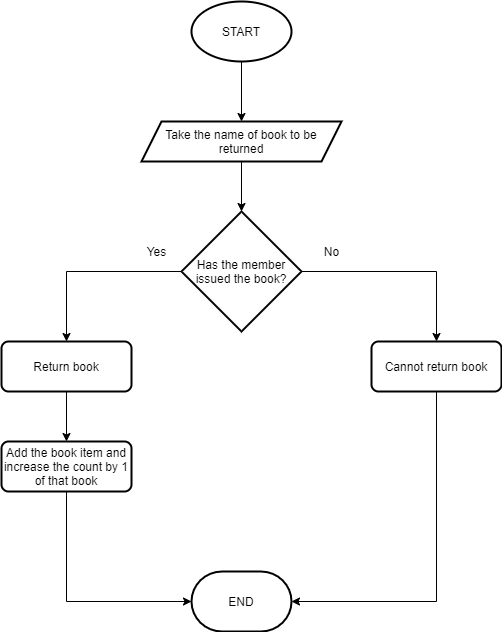 START
Take the name of book to be
returned
Yes
No
Has the member
issued the book?
Return book
Cannot return book
Add the book item and
increase the count by 1
of that book
END